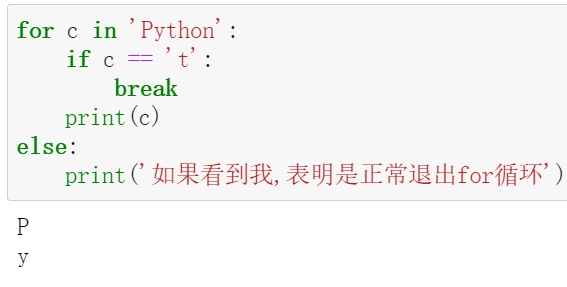 for c in 'Python':
    if c == 't':
        break
    print(c)
else:
    print('如果看到我,表明是正常退出for循环')
P
y